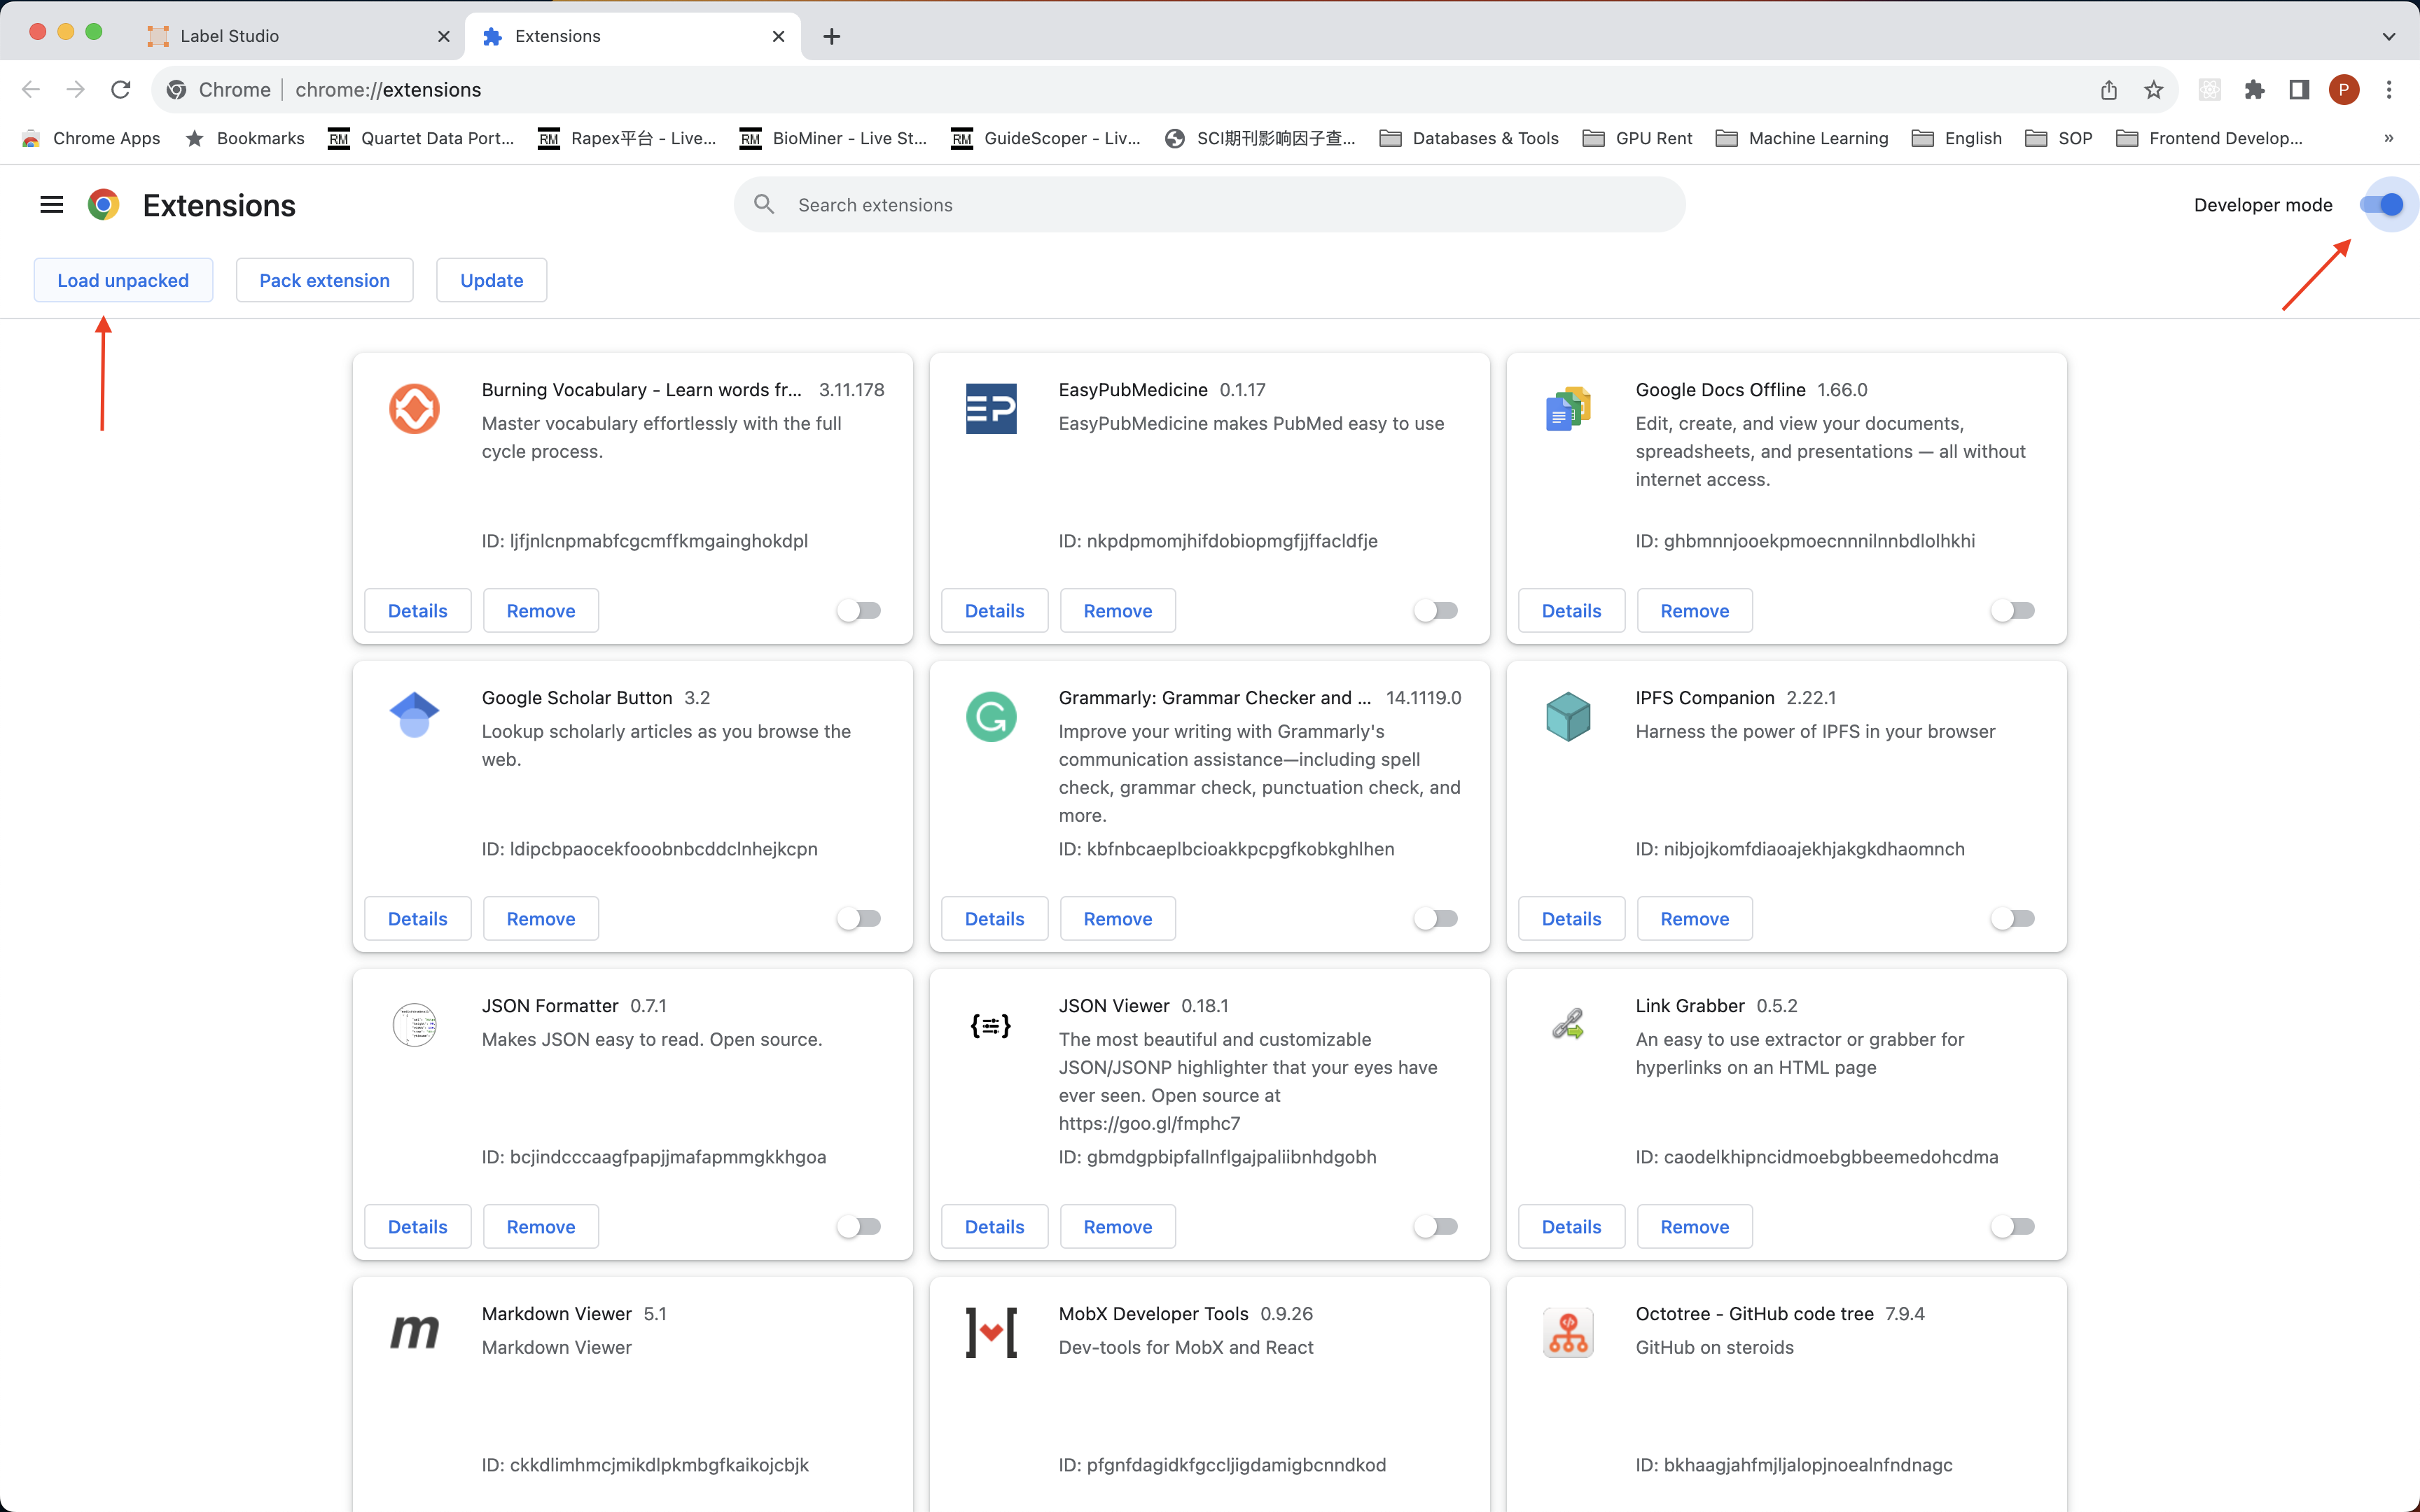 Label Studio
Extensions
Chrome | chrome://extensions
P
Chrome Apps Bookmarks RM Quartet Data Port... RM Rapex平台 - Live... RM BioMiner - Live St... RM GuideScoper - Liv... SCI期刊影响因子查... Databases & Tools GPU Rent Machine Learning English SOP Frontend Develop... »
Extensions
Search extensions
Developer mode
Load unpacked Pack extension Update
Burning Vocabulary - Learn words fr... 3.11.178
Master vocabulary effortlessly with the full
cycle process.
ID: ljfjnlcnpmabfcgcmffkmgainghokdpl
Details Remove
EP
EasyPubMedicine 0.1.17
EasyPubMedicine makes PubMed easy to use
ID: nkpdpmomjhifdobiopmgfjjffacldfje
Details Remove
Google Docs Offline 1.66.0
Edit, create, and view your documents,
spreadsheets, and presentations — all without
internet access.
ID: ghbmnnjooekpmoecnnnilnnbdlolhkhi
Details Remove
Google Scholar Button 3.2
Lookup scholarly articles as you browse the
web.
ID: ldipcbpaocekfooobnbcddclnhejkcpn
Details Remove
Grammarly: Grammar Checker and ... 14.1119.0
Improve your writing with Grammarly's
communication assistance—including spell
check, grammar check, punctuation check, and
more.
ID: kbfnbcaeplbcioakkpcpgfkobkghlhen
Details Remove
IPFS Companion 2.22.1
Harness the power of IPFS in your browser
ID: nibjojkomfdiaoajekhjakgkdhaomnch
Details Remove
JSON Formatter 0.7.1
Makes JSON easy to read. Open source.
ID: bcjindcccaagfpapjjmafapmmgkkhgoa
Details Remove
JSON Viewer 0.18.1
The most beautiful and customizable
JSON/JSONP highlighter that your eyes have
ever seen. Open source at
https://goo.gl/fmphc7
ID: gbmdgpbipfallnflgajpaliibnhdgobh
Details Remove
Link Grabber 0.5.2
An easy to use extractor or grabber for
hyperlinks on an HTML page
ID: caodelkhipncidmoebgbbeemedohcdma
Details Remove
m
Markdown Viewer 5.1
Markdown Viewer
ID: ckkdlimhmcjmikdlpkmbgfkaikojcbjk
MobX Developer Tools 0.9.26
Dev-tools for MobX and React
ID: pfgnfdagidkfgccljigdamigbcnndkod
Octotree - GitHub code tree 7.9.4
GitHub on steroids
ID: bkhaagjahfmjljalopjnoealnfndnagc